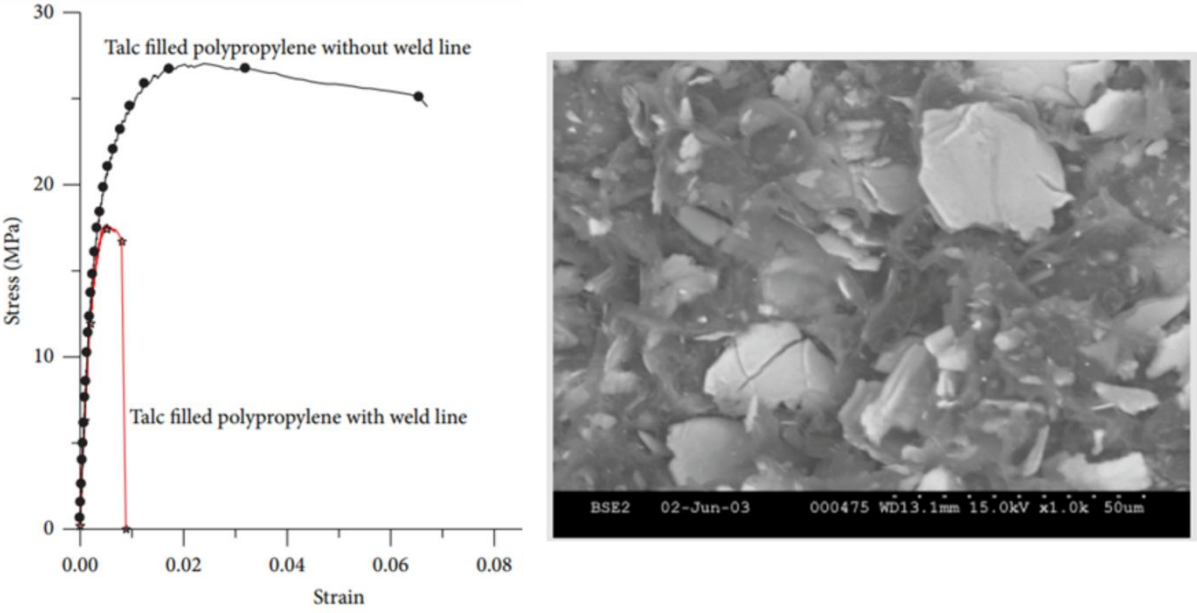 30
Talc filled polypropylene without weld line
20
Stress (MPa)
10
Talc filled polypropylene with weld line
0
0.00 0.02 0.04 0.06 0.08
Strain
BSE2 02-Jun-03 000475 WD13.1mm 15.0kV x1.0k 50um